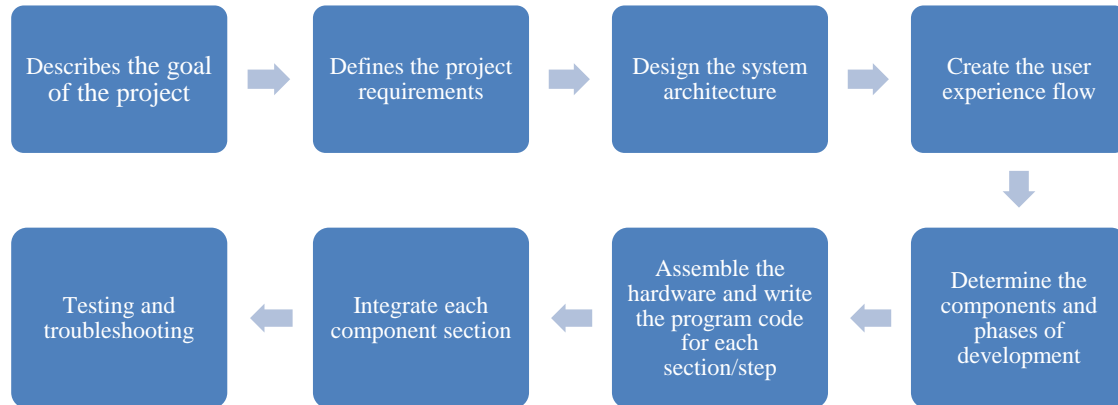 Describes the goal
of the project
Defines the project
requirements
Design the system
architecture
Create the user
experience flow
Determine the
components and
phases of
development
Assemble the
hardware and write
the program code
for each
section/step
Integrate each
component section
Testing and
troubleshooting